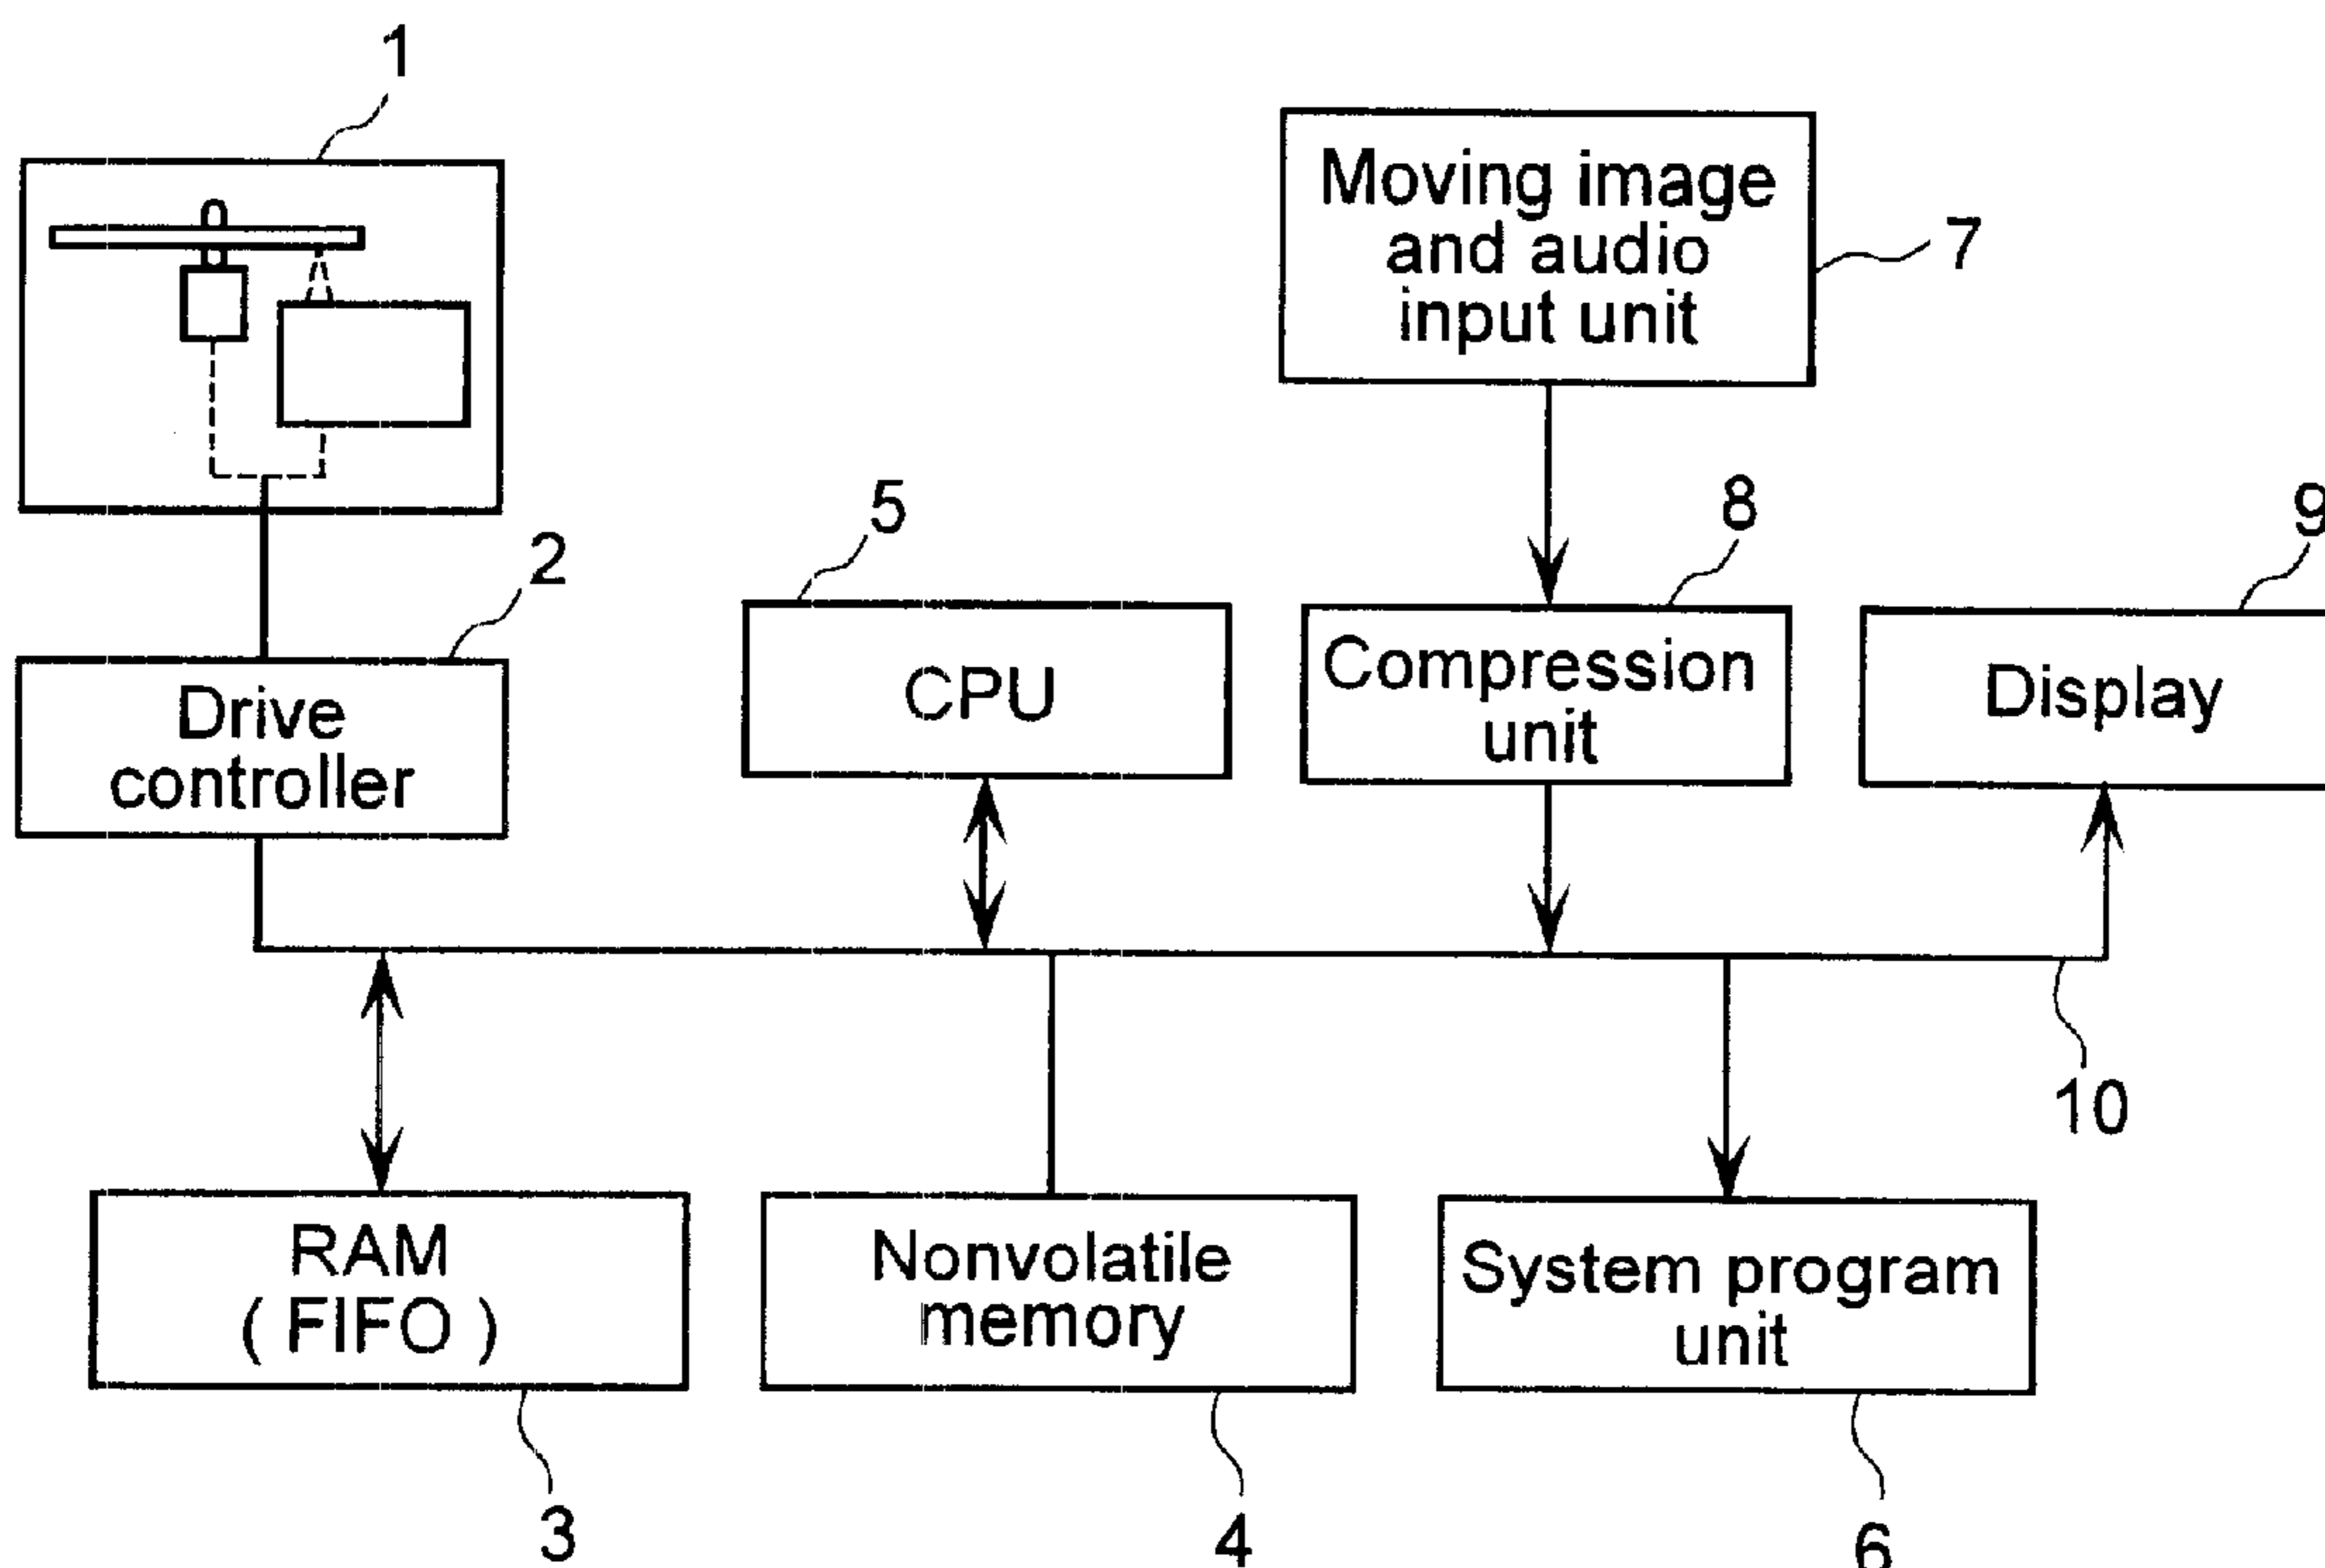 1
Moving image
and audio
input unit
7
2
5
8
9
Drive
controller
CPU
Compression
unit
Display
10
RAM
( FIFO )
Nonvolatile
memory
System program
unit
3
4
6